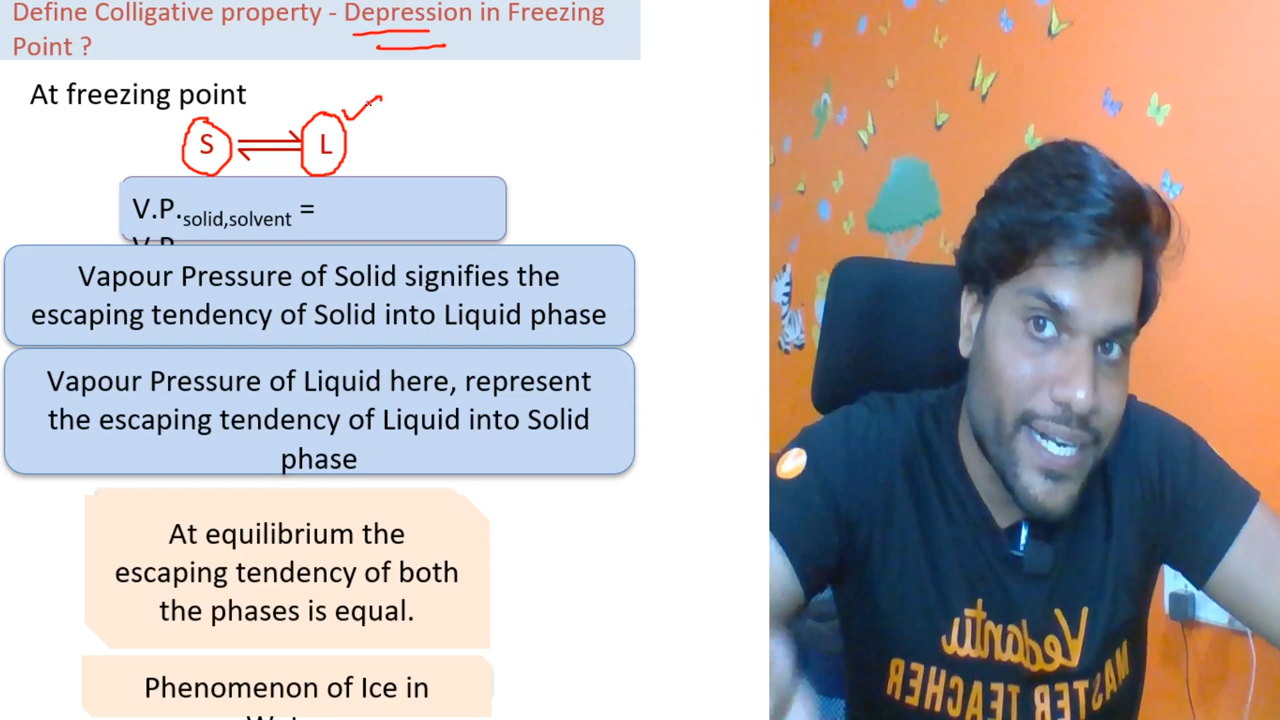 Define Colligative property - Depression in Freezing
Point ?
At freezing point
S ⇌ L
V.P.solid,solvent =
V.P.
Vapour Pressure of Solid signifies the
escaping tendency of Solid into Liquid phase
Vapour Pressure of Liquid here, represent
the escaping tendency of Liquid into Solid
phase
At equilibrium the
escaping tendency of both
the phases is equal.
Phenomenon of Ice in
Vedantu
MASTER TEACHER